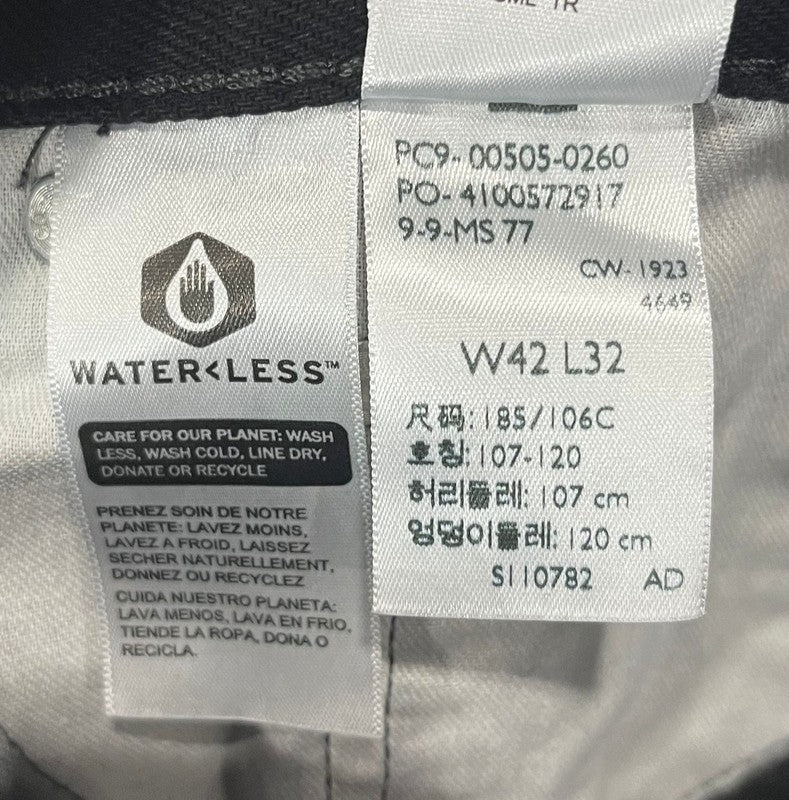 PC9-00505-0260
PO-4100572917
9-9-MS 77
CW-1923
4649
W42 L32
尺码:185/106C
호칭:107-120
허리둘레:107 cm
엉덩이둘레:120 cm
S110782 AD
WATER<LESS™
CARE FOR OUR PLANET: WASH
LESS, WASH COLD, LINE DRY,
DONATE OR RECYCLE
PRENEZ SOIN DE NOTRE
PLANETE: LAVEZ MOINS,
LAVEZ A FROID, LAISSEZ
SECHER NATURELLEMENT,
DONNEZ OU RECYCLEZ
CUIDA NUESTRO PLANETA:
LAVA MENOS, LAVA EN FRIO,
TIENDE LA ROPA, DONA O
RECICLA.